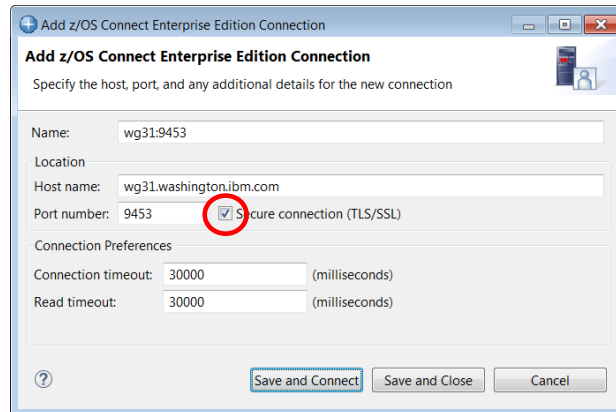 Add z/OS Connect Enterprise Edition Connection
Add z/OS Connect Enterprise Edition Connection
Specify the host, port, and any additional details for the new connection
Name: wg31:9453
Location
Host name: wg31.washington.ibm.com
Port number: 9453 Secure connection (TLS/SSL)
Connection Preferences
Connection timeout: 30000 (milliseconds)
Read timeout: 30000 (milliseconds)
? Save and Connect Save and Close Cancel